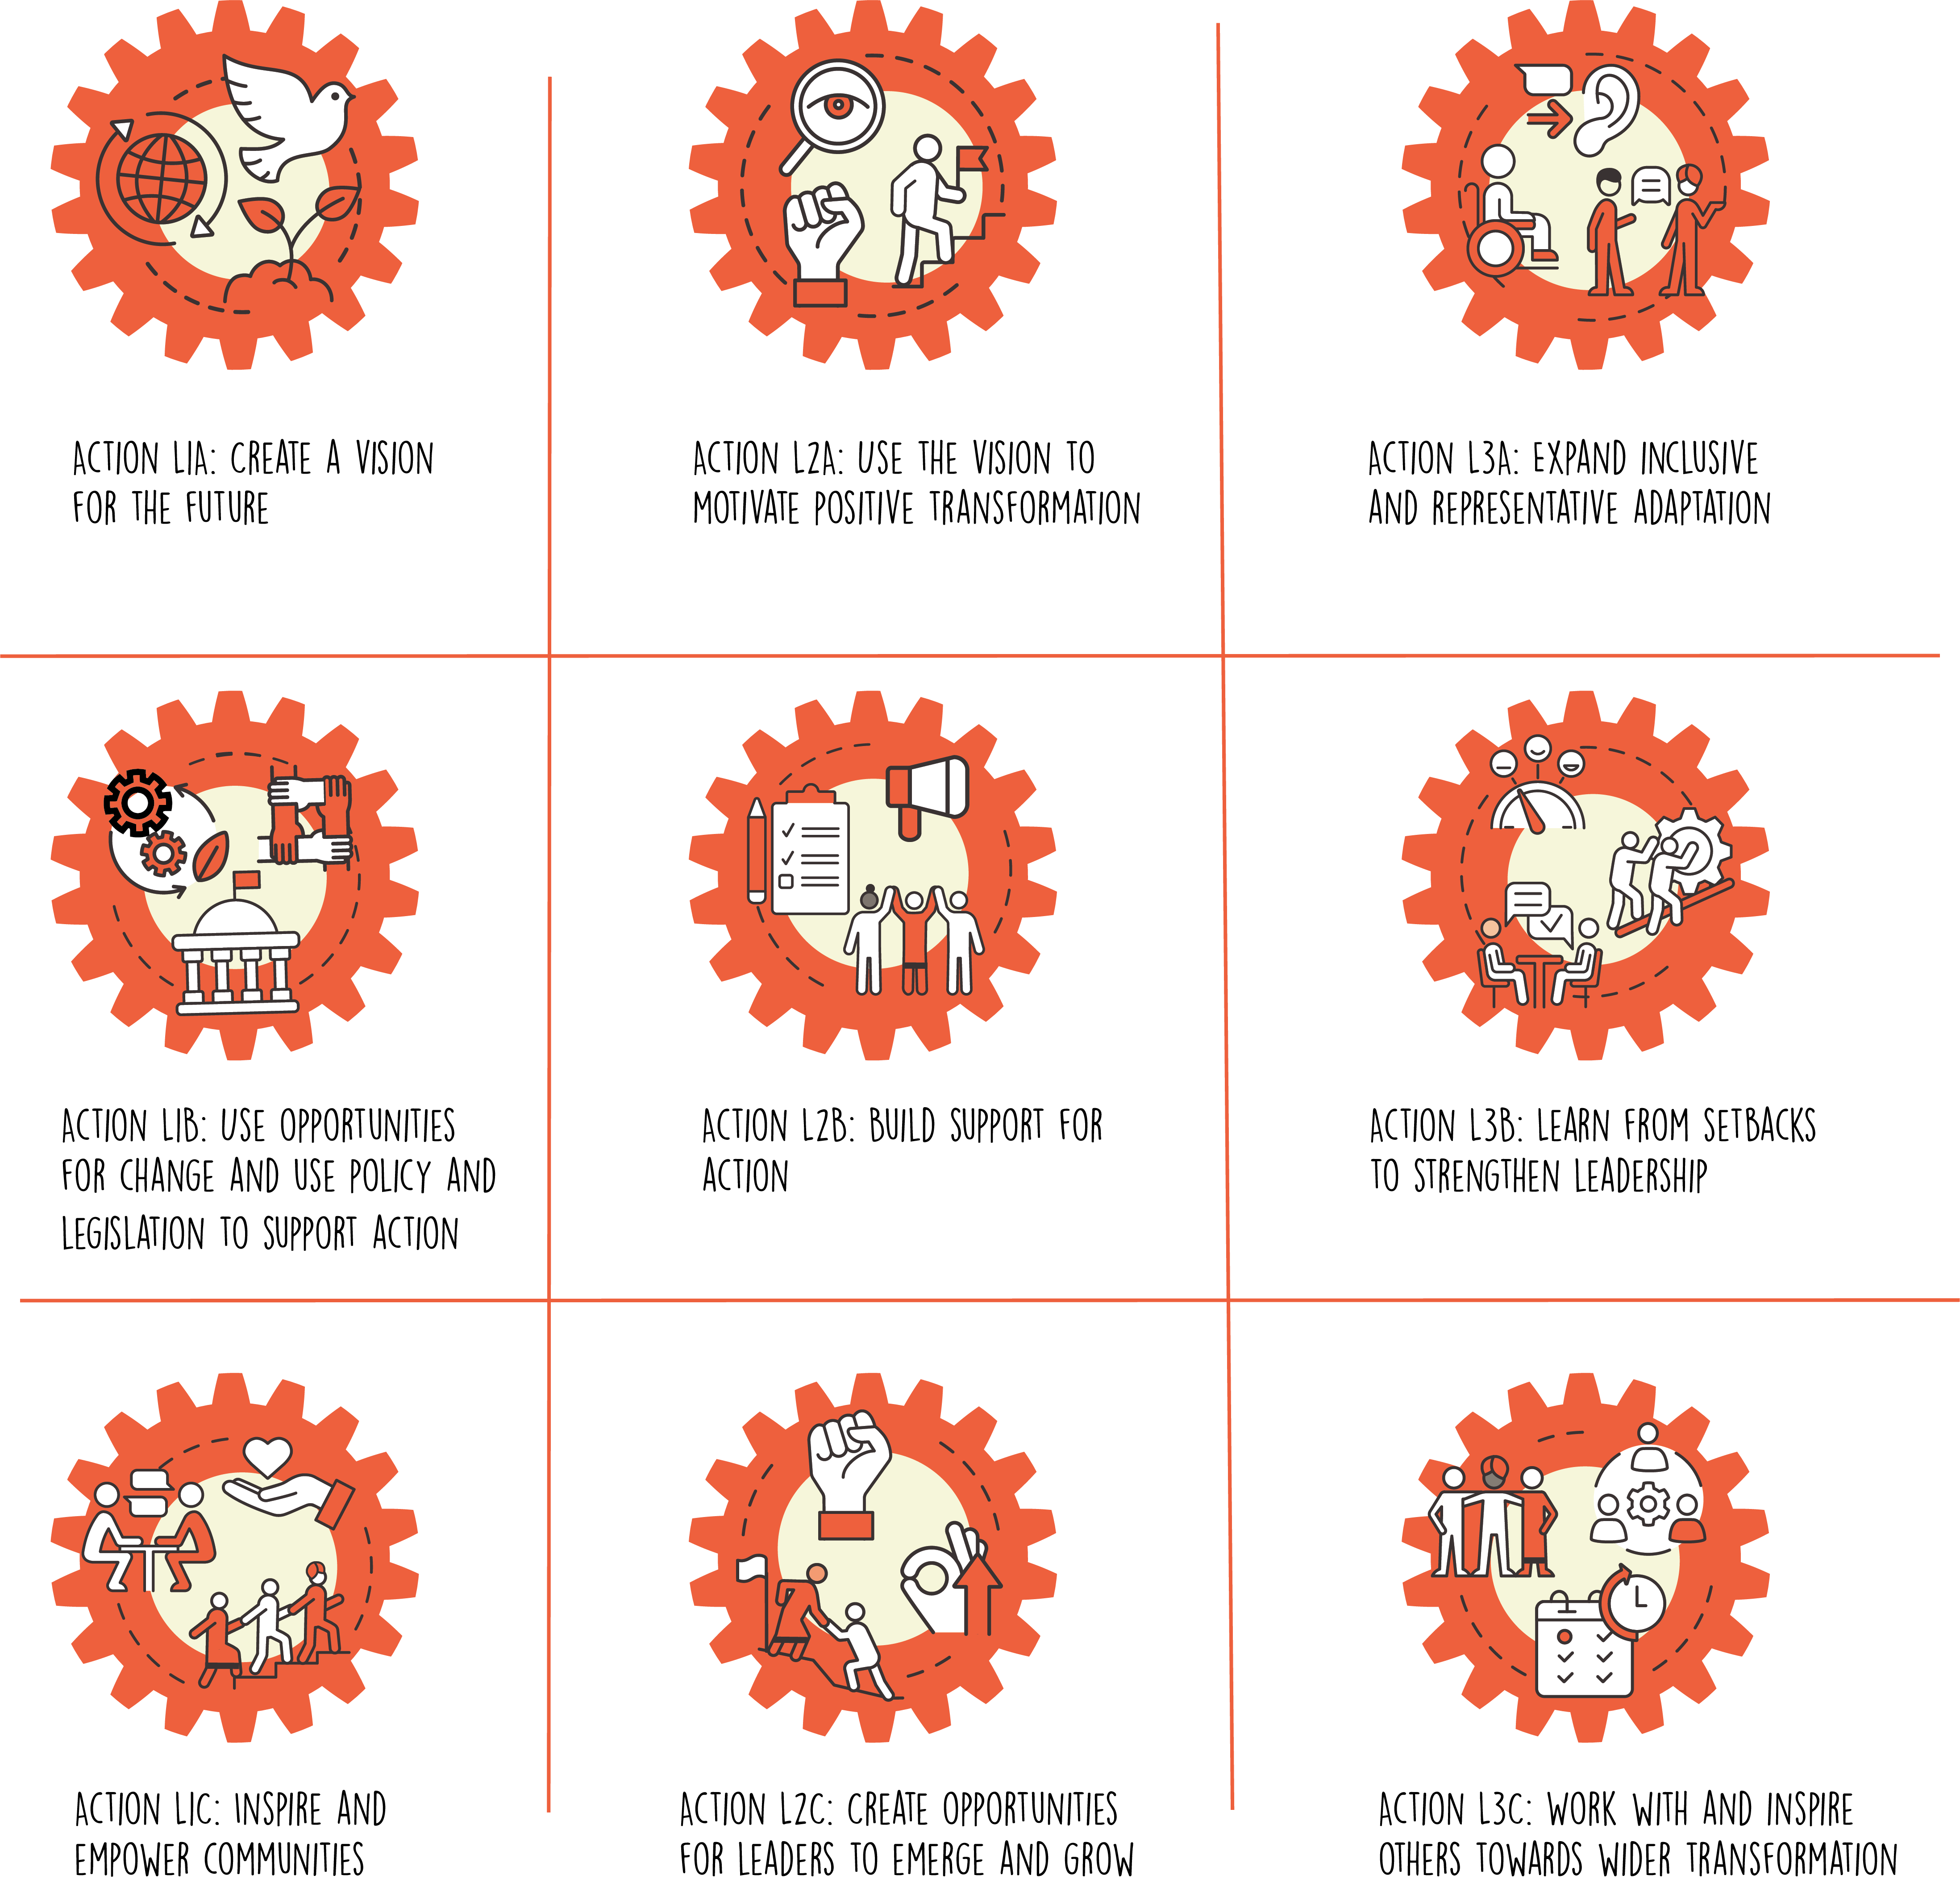 ACTION L1A: CREATE A VISION
FOR THE FUTURE
ACTION L2A: USE THE VISION TO
MOTIVATE POSITIVE TRANSFORMATION
ACTION L3A: EXPAND INCLUSIVE
AND REPRESENTATIVE ADAPTATION
ACTION L1B: USE OPPORTUNITIES
FOR CHANGE AND USE POLICY AND
LEGISLATION TO SUPPORT ACTION
ACTION L2B: BUILD SUPPORT FOR
ACTION
ACTION L3B: LEARN FROM SETBACKS
TO STRENGTHEN LEADERSHIP
ACTION L1C: INSPIRE AND
EMPOWER COMMUNITIES
ACTION L2C: CREATE OPPORTUNITIES
FOR LEADERS TO EMERGE AND GROW
ACTION L3C: WORK WITH AND INSPIRE
OTHERS TOWARDS WIDER TRANSFORMATION